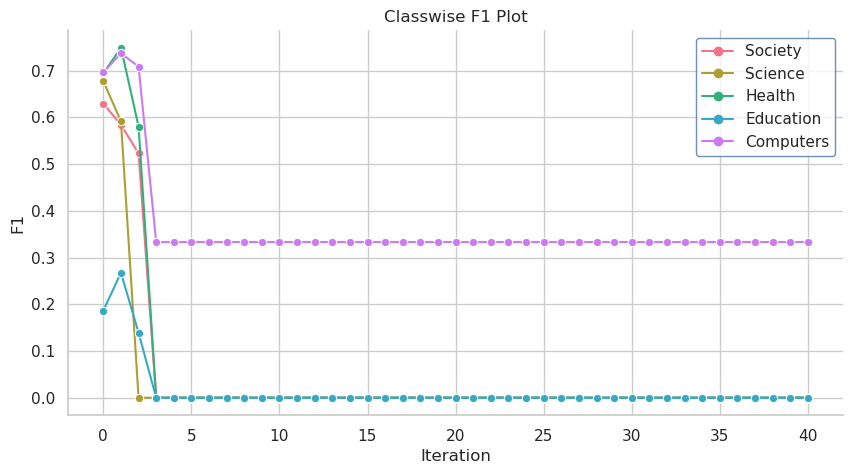 Classwise F1 Plot
Society
Science
Health
Education
Computers
F1
0.7
0.6
0.5
0.4
0.3
0.2
0.1
0.0
0 5 10 15 20 25 30 35 40
Iteration